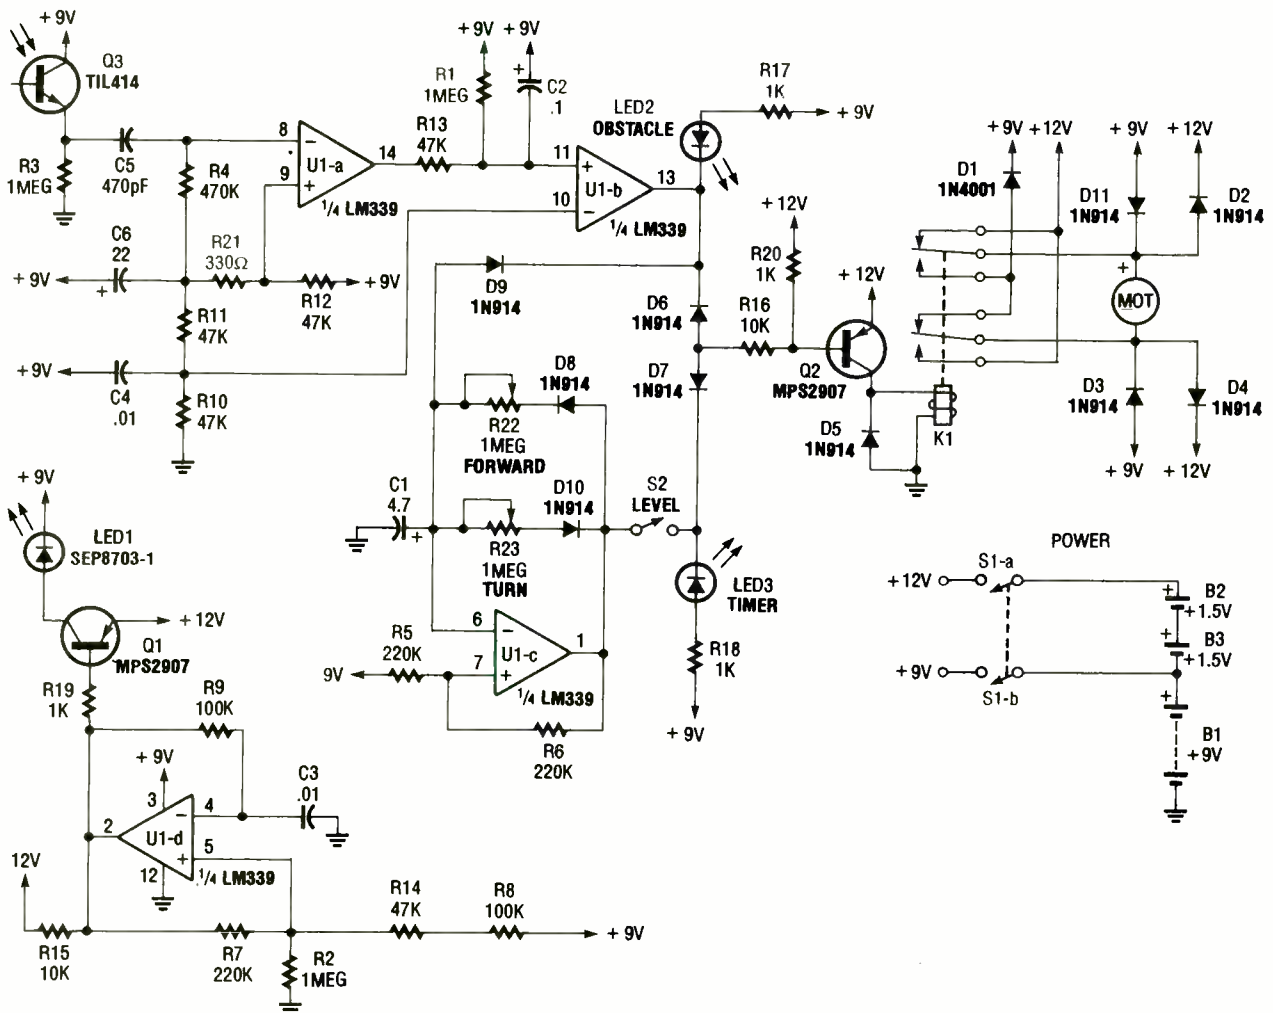 + 9V
Q3
TIL414
R3
1MEG
C5
470pF
R4
470K
8
9
−
+
U1-a
14
1/4 LM339
R13
47K
+ 9V
+ 9V
R1
1MEG
+
C2
.1
11
10
+
−
U1-b
13
1/4 LM339
LED2
OBSTACLE
R17
1K
+ 9V
C6
22
+ 9V
+
R21
330Ω
R12
47K
+ 9V
R11
47K
+ 9V
C4
.01
R10
47K
D9
1N914
D6
1N914
D7
1N914
R16
10K
+ 12V
R20
1K
+ 12V
Q2
MPS2907
D5
1N914
K1
+ 9V
+ 12V
D1
1N4001
+ 9V
D11
1N914
+ 12V
D2
1N914
+
MOT
D3
1N914
D4
1N914
+ 9V
+ 12V
D8
1N914
R22
1MEG
FORWARD
C1
4.7
+
D10
1N914
R23
1MEG
TURN
S2
LEVEL
LED3
TIMER
R18
1K
+ 9V
6
7
−
+
U1-c
1
1/4 LM339
R5
220K
9V
R6
220K
+ 9V
LED1
SEP8703-1
+ 12V
Q1
MPS2907
R19
1K
R9
100K
+ 9V
3
4
−
2
U1-d
5
+
12
1/4 LM339
C3
.01
12V
R15
10K
R7
220K
R2
1MEG
R14
47K
R8
100K
+ 9V
POWER
+12V
S1-a
+
B2
+1.5V
+
B3
+1.5V
+9V
S1-b
+
B1
+9V